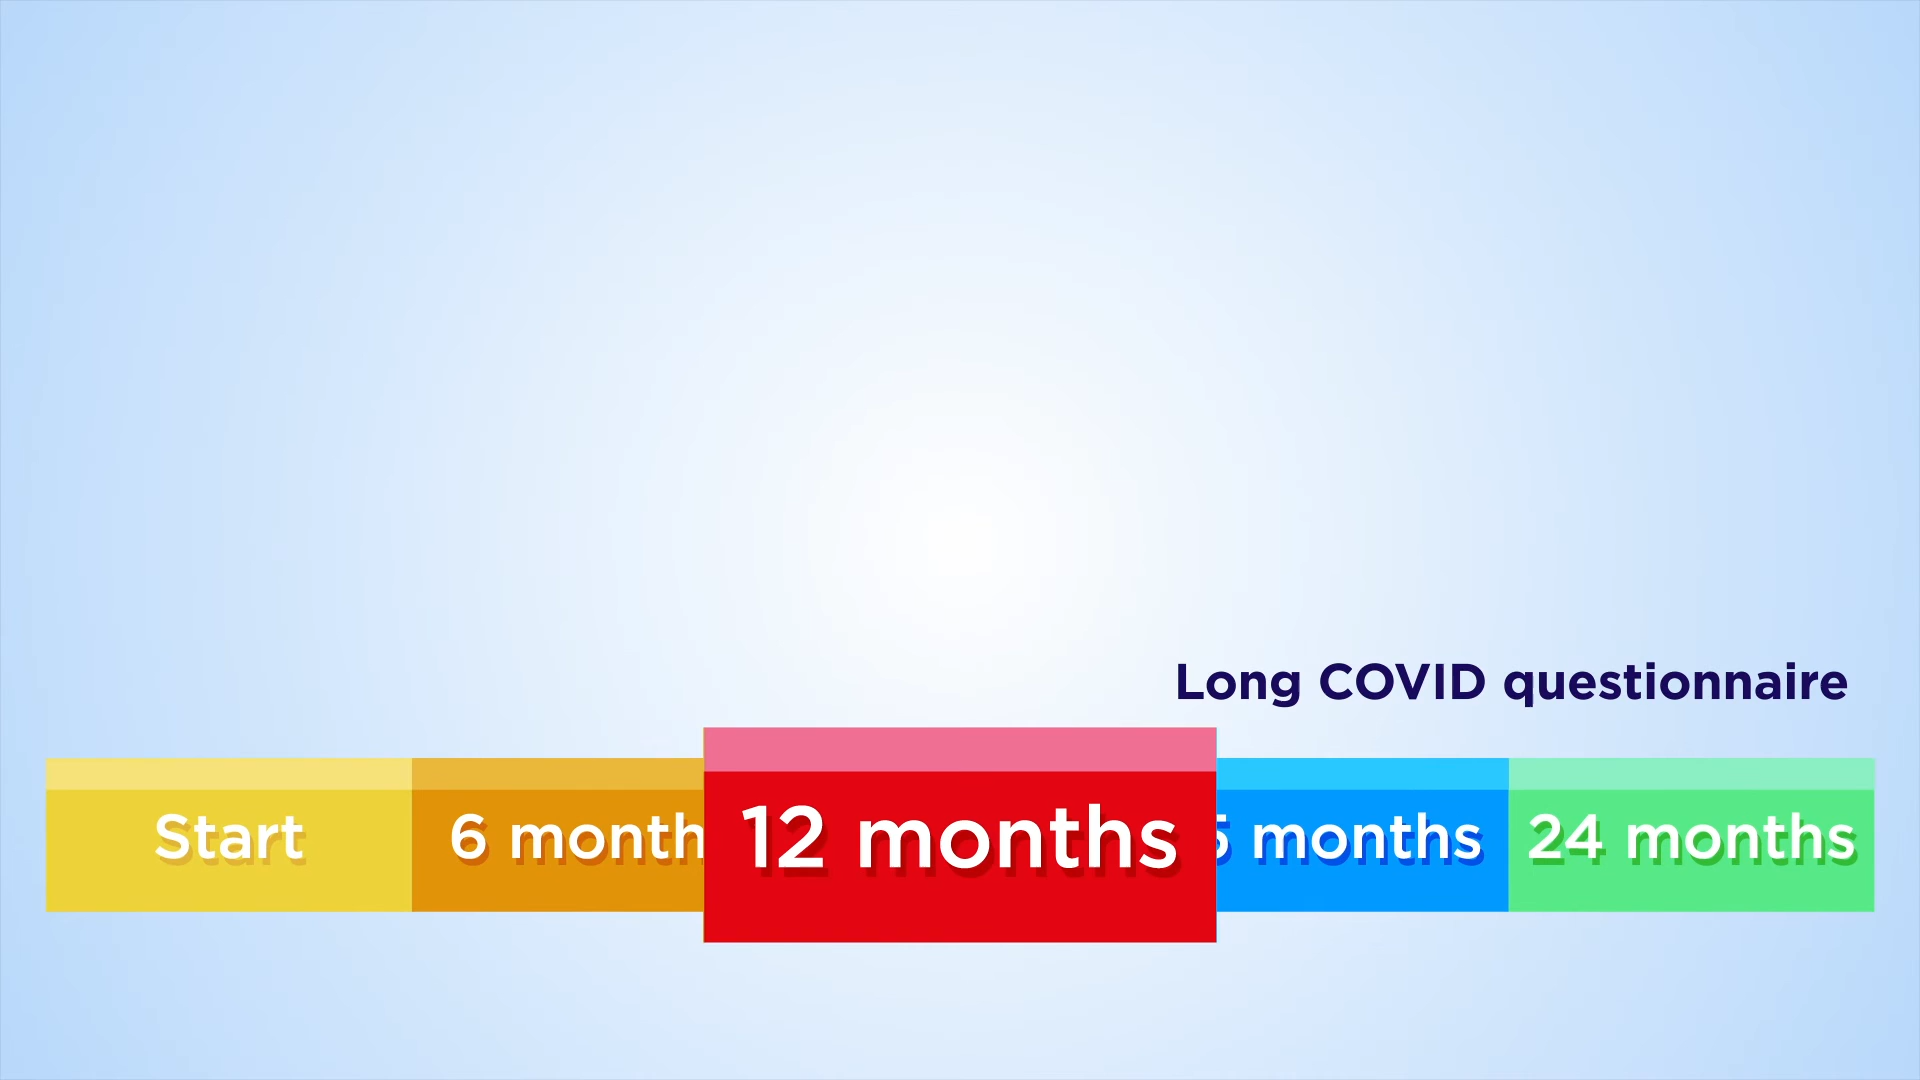 Long COVID questionnaire
Start
6 month
12 months
months
24 months